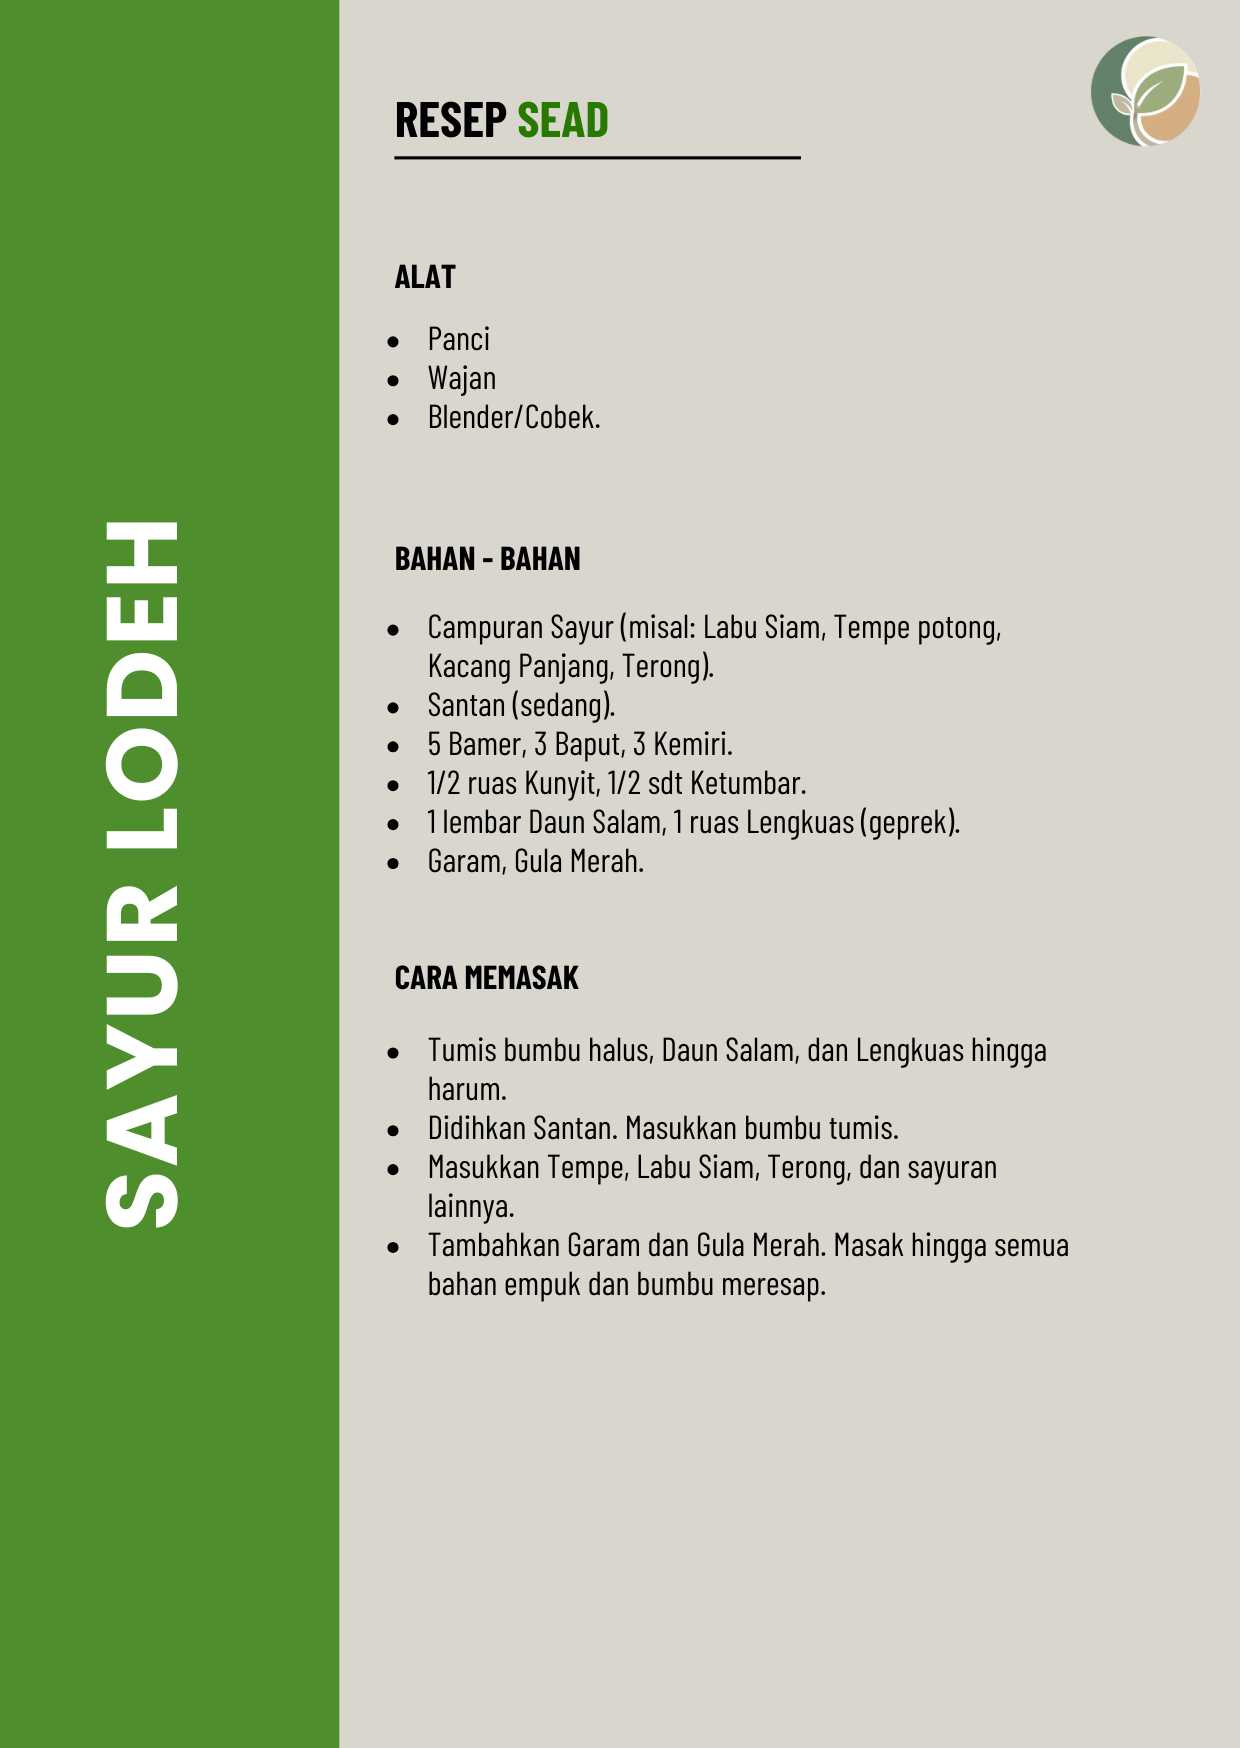 SAYUR LODEH
RESEP SEAD
ALAT
• Panci
• Wajan
• Blender/Cobek.
BAHAN - BAHAN
• Campuran Sayur (misal: Labu Siam, Tempe potong,
Kacang Panjang, Terong).
• Santan (sedang).
• 5 Bamer, 3 Baput, 3 Kemiri.
• 1/2 ruas Kunyit, 1/2 sdt Ketumbar.
• 1 lembar Daun Salam, 1 ruas Lengkuas (geprek).
• Garam, Gula Merah.
CARA MEMASAK
• Tumis bumbu halus, Daun Salam, dan Lengkuas hingga
harum.
• Didihkan Santan. Masukkan bumbu tumis.
• Masukkan Tempe, Labu Siam, Terong, dan sayuran
lainnya.
• Tambahkan Garam dan Gula Merah. Masak hingga semua
bahan empuk dan bumbu meresap.